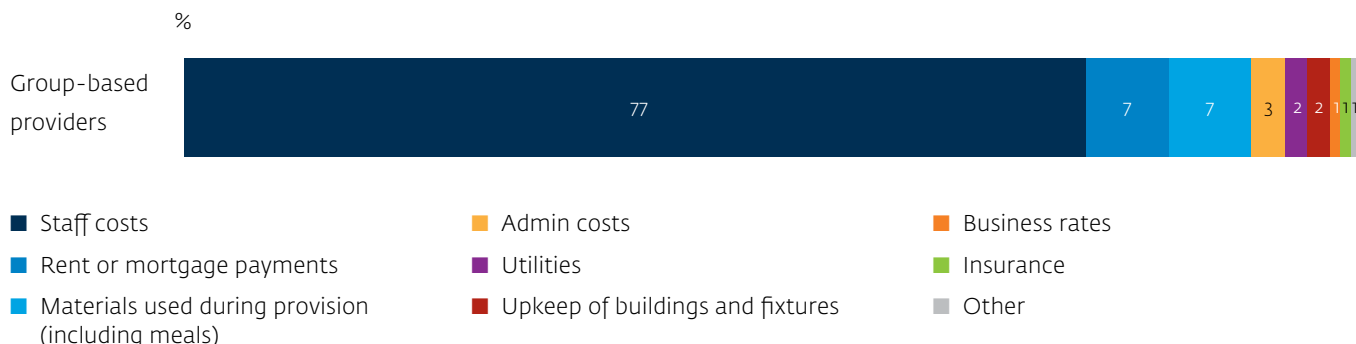 %
Group-based
providers
77 7 7 3 2 2 1 1 1
Staff costs
Rent or mortgage payments
Materials used during provision
(including meals)
Admin costs
Utilities
Upkeep of buildings and fixtures
Business rates
Insurance
Other